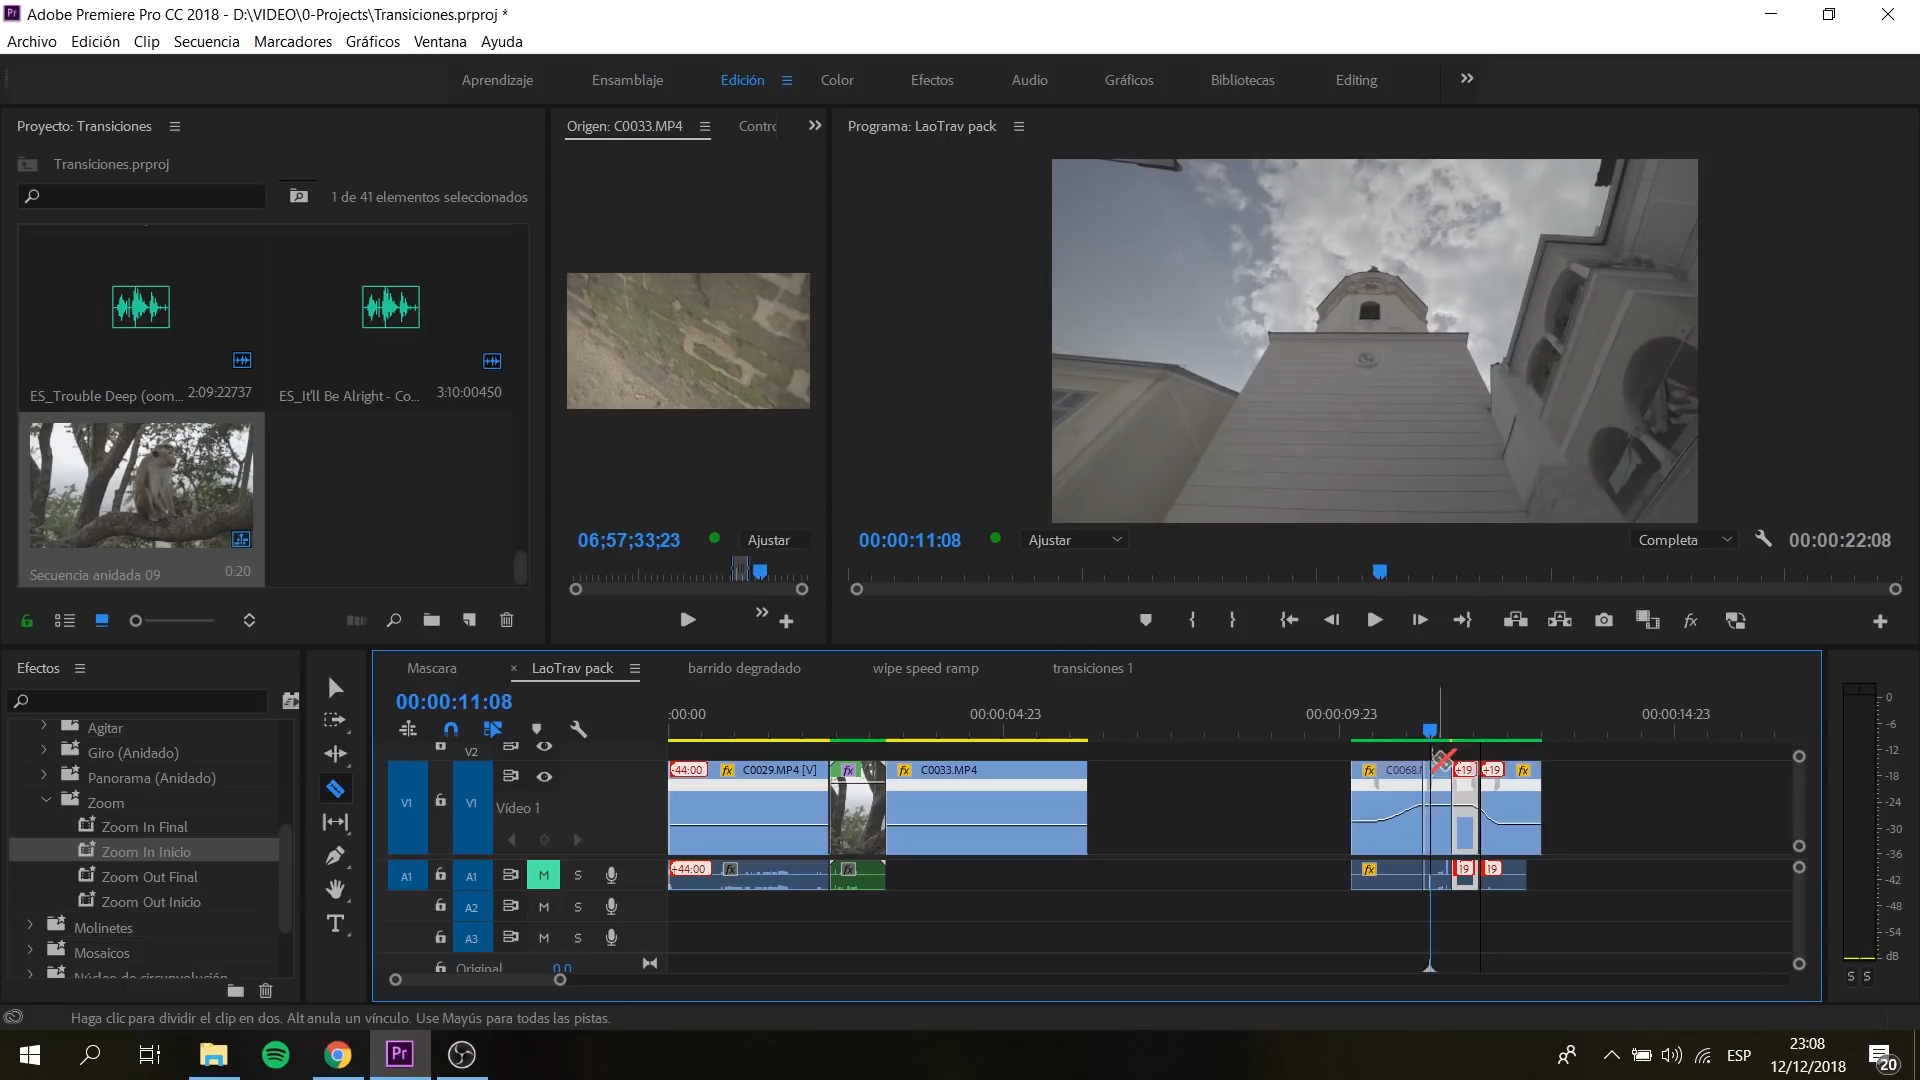 Adobe Premiere Pro CC 2018 - D:\VIDEO\0-Projects\Transiciones.prproj *
Archivo Edición Clip Secuencia Marcadores Gráficos Ventana Ayuda
Aprendizaje Ensamblaje Edición Color Efectos Audio Gráficos Bibliotecas Editing
Proyecto: Transiciones
Transiciones.prproj
1 de 41 elementos seleccionados
ES_Trouble Deep (oom... 2:09:22737
ES_It'll Be Alright - Co... 3:10:00450
Secuencia anidada 09 0:20
Origen: C0033.MP4 Contro
06;57;33;23 Ajustar
Programa: LaoTrav pack
00:00:11:08 Ajustar Completa 00:00:22:08
Efectos
Agitar
Giro (Anidado)
Panorama (Anidado)
Zoom
Zoom In Final
Zoom In Inicio
Zoom Out Final
Zoom Out Inicio
Molinetes
Mosaicos
Núcleo de circunvolución
Mascara × LaoTrav pack barrido degradado wipe speed ramp transiciones 1
00:00:11:08
:00:00 00:00:04:23 00:00:09:23 00:00:14:23
V2
V1 V1 Vídeo 1
-44:00 fx C0029.MP4 [V] fx fx C0033.MP4 fx C0068.M +19 +19 fx
A1 A1 M S
+44:00 fx fx fx 19 19
A2 M S
A3 M S
Original 0,0
0
-6
-12
-18
-24
-30
-36
-42
-48
-54
dB
S S
Haga clic para dividir el clip en dos. Alt anula un vínculo. Use Mayús para todas las pistas.
ESP
23:08
12/12/2018
20